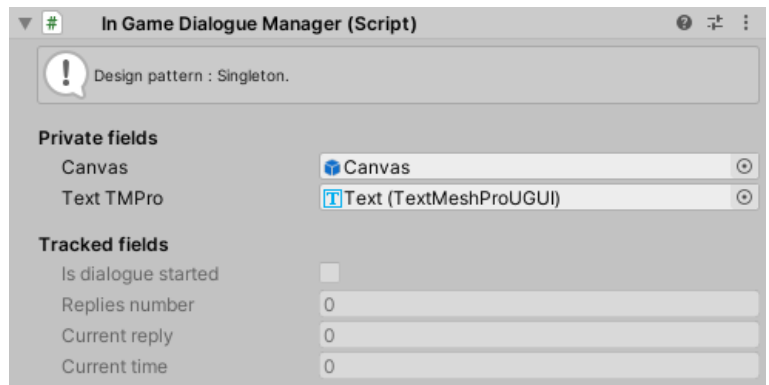 In Game Dialogue Manager (Script)
Design pattern : Singleton.
Private fields
Canvas Canvas
Text TMPro Text (TextMeshProUGUI)
Tracked fields
Is dialogue started
Replies number 0
Current reply 0
Current time 0